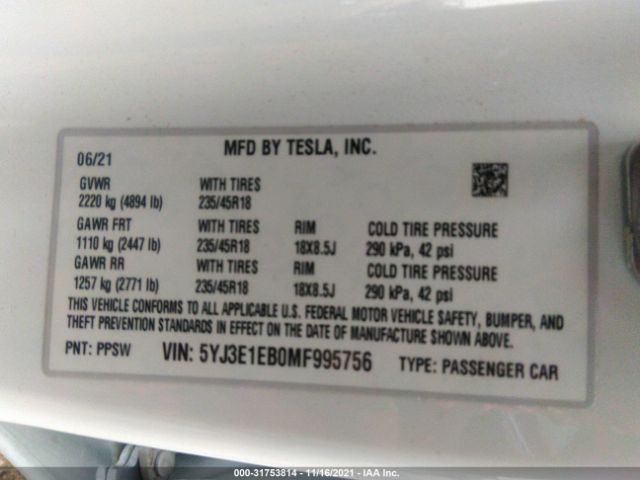 MFD BY TESLA, INC.
06/21
GVWR WITH TIRES
2220 kg (4894 lb) 235/45R18
GAWR FRT WITH TIRES RIM COLD TIRE PRESSURE
1110 kg (2447 lb) 235/45R18 18X8.5J 290 kPa, 42 psi
GAWR RR WITH TIRES RIM COLD TIRE PRESSURE
1257 kg (2771 lb) 235/45R18 18X8.5J 290 kPa, 42 psi
THIS VEHICLE CONFORMS TO ALL APPLICABLE U.S. FEDERAL MOTOR VEHICLE SAFETY, BUMPER, AND
THEFT PREVENTION STANDARDS IN EFFECT ON THE DATE OF MANUFACTURE SHOWN ABOVE.
PNT: PPSW VIN: 5YJ3E1EB0MF995756 TYPE: PASSENGER CAR
000-31753814 - 11/16/2021 - IAA Inc.